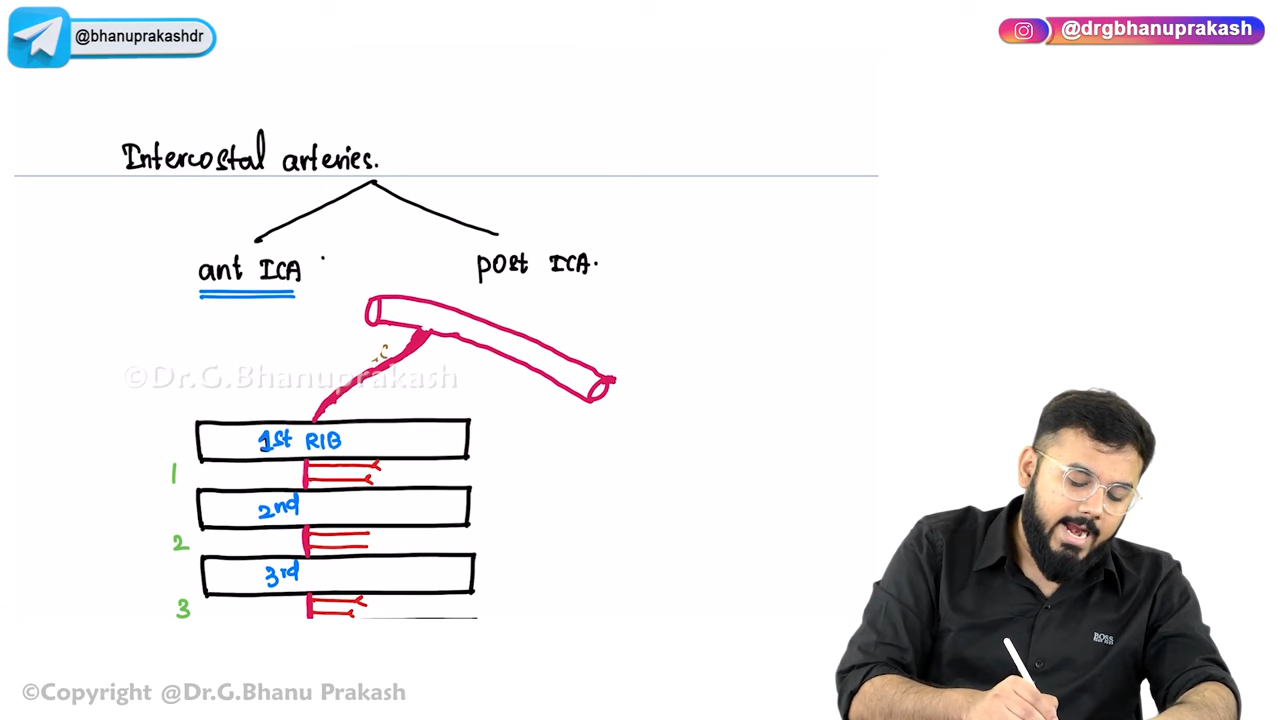 @bhanuprakashdr
@drgbhanuprakash
Intercostal arteries.
ant ICA
post ICA.
©Dr.G.Bhanuprakash
1st RIB
1
2nd
2
3rd
3
BOSS
©Copyright @Dr.G.Bhanu Prakash